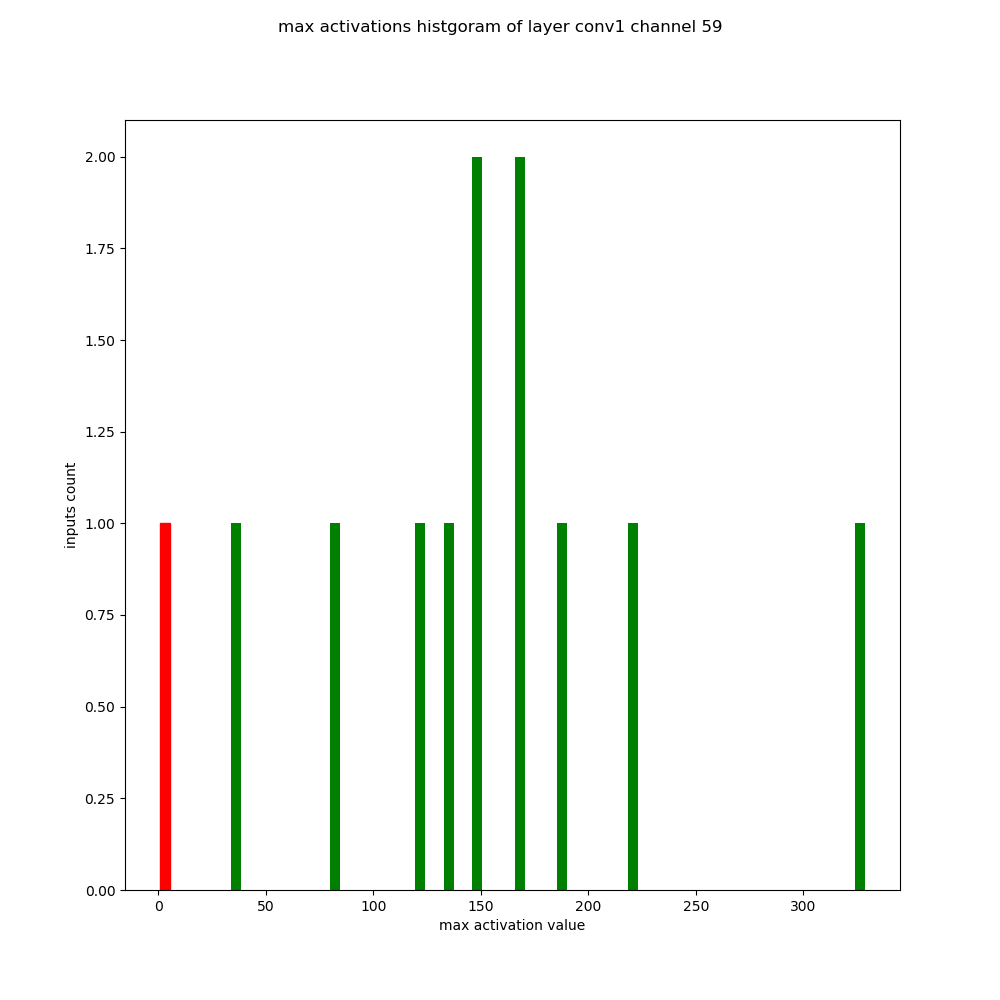 max activations histgoram of layer conv1 channel 59
2.00
1.75
1.50
1.25
1.00
0.75
0.50
0.25
0.00
inputs count
0 50 100 150 200 250 300
max activation value